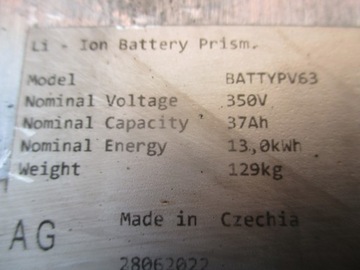 Li - Ion Battery Prism.
Model BATTYPV63
Nominal Voltage 350V
Nominal Capacity 37Ah
Nominal Energy 13,0kWh
Weight 129kg
AG Made in Czechia
28062022